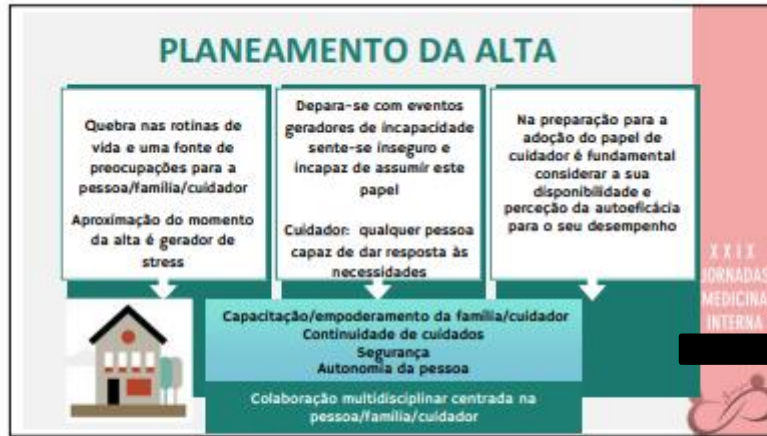 PLANEAMENTO DA ALTA
Quebra nas rotinas de
vida e uma fonte de
preocupações para a
pessoa/família/cuidador
Aproximação do momento
da alta é gerador de
stress
Depara-se com eventos
geradores de incapacidade
sente-se inseguro e
incapaz de assumir este
papel
Cuidador: qualquer pessoa
capaz de dar resposta às
necessidades
Na preparação para a
adoção do papel de
cuidador é fundamental
considerar a sua
disponibilidade e
perceção da autoeficácia
para o seu desempenho
Capacitação/empoderamento da família/cuidador
Continuidade de cuidados
Segurança
Autonomia da pessoa
Colaboração multidisciplinar centrada na
pessoa/família/cuidador
XXIX
JORNADAS
MEDICINA
INTERNA